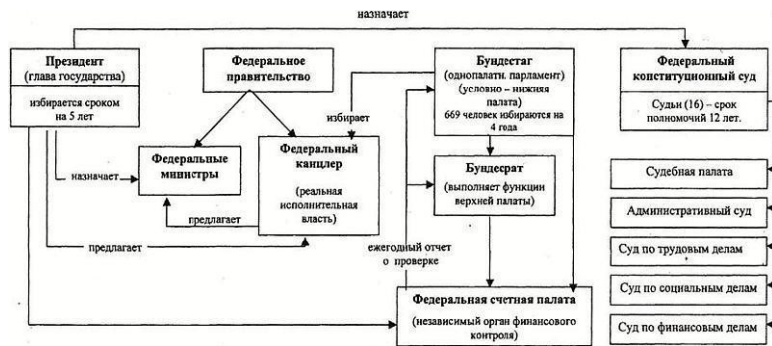 назначает
Президент
(глава государства)
избирается сроком
на 5 лет
Федеральное
правительство
Бундестаг
(однопалатн. парламент)
(условно – нижняя
палата)
669 человек избираются на
4 года
Федеральный
конституционный суд
Судьи (16) – срок
полномочий 12 лет.
избирает
Федеральные
министры
Федеральный
канцлер
(реальная
исполнительная
власть)
Бундесрат
(выполняет функции
верхней палаты)
назначает
предлагает
предлагает
ежегодный отчет
о проверке
Судебная палата
Административный суд
Суд по трудовым делам
Суд по социальным делам
Суд по финансовым делам
Федеральная счетная палата
(независимый орган финансового
контроля)